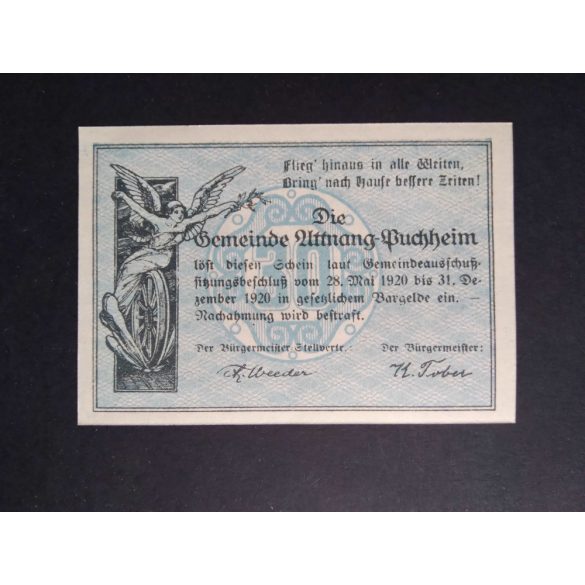 Flieg' hinaus in alle Weiten,
Bring' nach Hause bessere Zeiten!
Die
Gemeinde Attnang-Puchheim
löst diesen Schein laut Gemeindeausschuß-
sitzungsbeschluß vom 28. Mai 1920 bis 31. De-
zember 1920 in gesetzlichem Bargelde ein. —
Nachahmung wird bestraft.
30
Der Bürgermeister Stellvertr.: Der Bürgermeister: